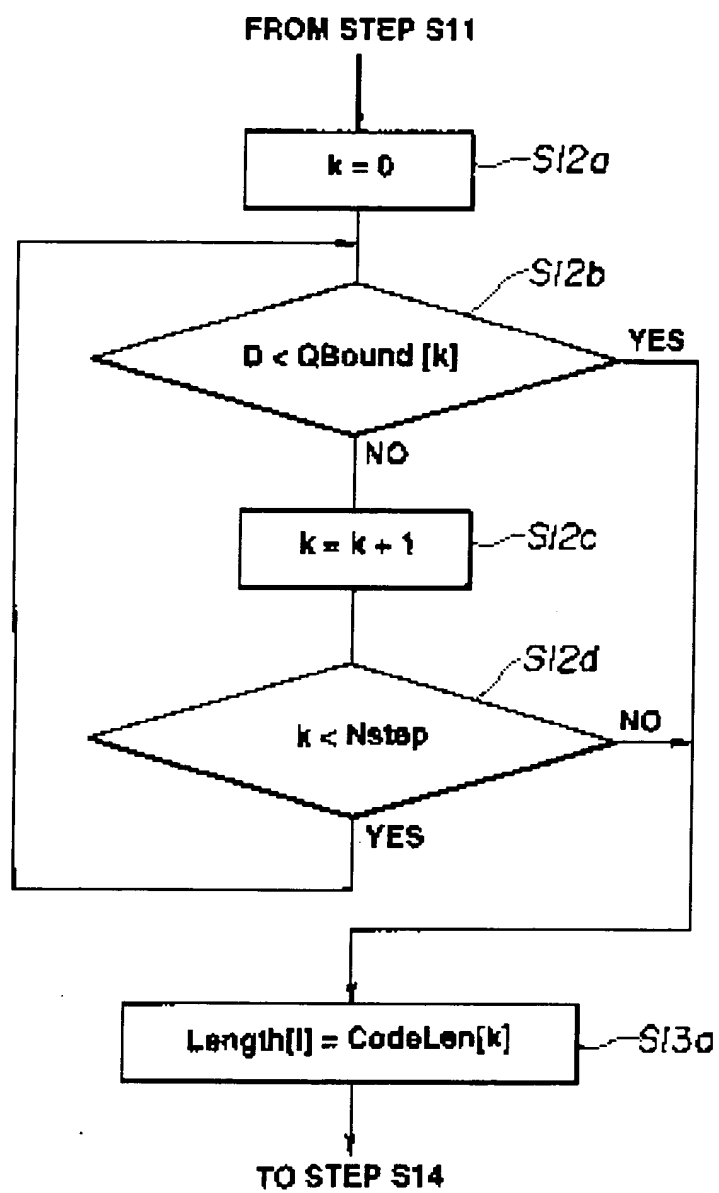 FROM STEP S11
k = 0
S12a
S12b
D < QBound [k]
YES
NO
k = k + 1
S12c
S12d
k < Nstep
NO
YES
Length[I] = CodeLen[k]
S13a
TO STEP S14